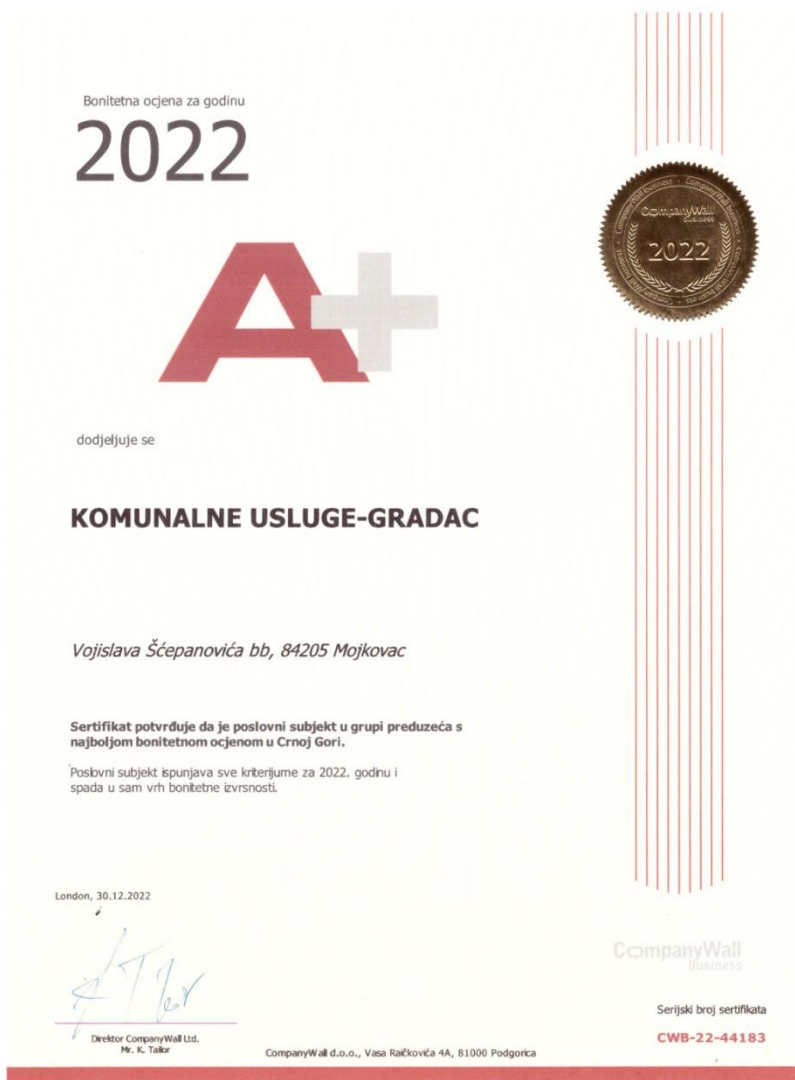 Bonitetna ocjena za godinu
2022
CompanyWall business
2022
A+
dodjeljuje se
KOMUNALNE USLUGE-GRADAC
Vojislava Šćepanovića bb, 84205 Mojkovac
Sertifikat potvrđuje da je poslovni subjekt u grupi preduzeća s
najboljom bonitetnom ocjenom u Crnoj Gori.
Poslovni subjekt ispunjava sve kriterijume za 2022. godinu i
spada u sam vrh bonitetne izvrsnosti.
London, 30.12.2022
CompanyWall
business
Serijski broj sertifikata
CWB-22-44183
Direktor CompanyWall Ltd.
Mr. K. Tailor
CompanyWall d.o.o., Vasa Raičkovića 4A, 81000 Podgorica